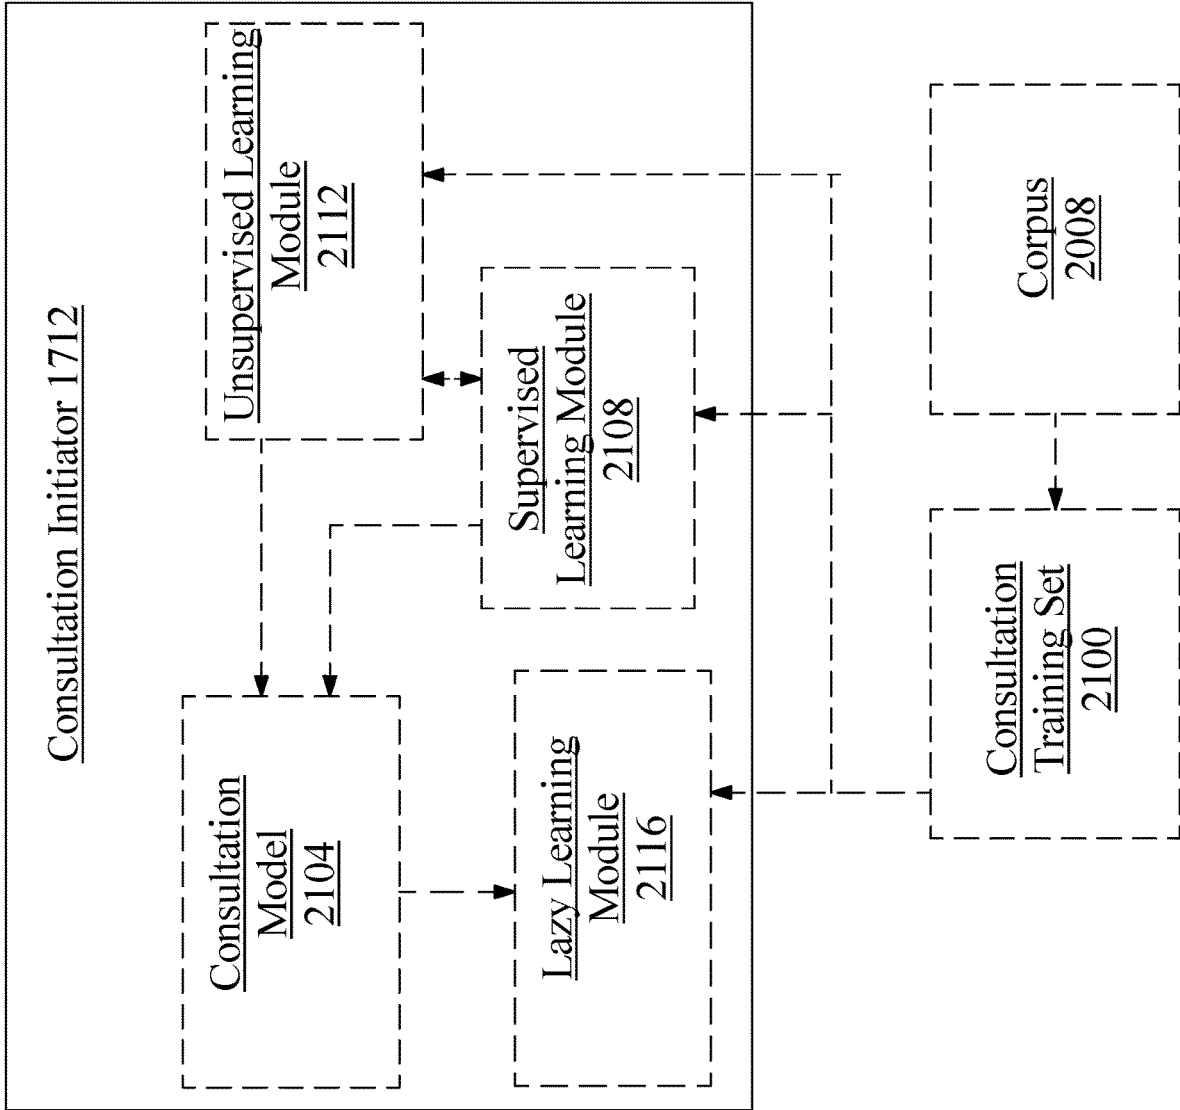 Consultation Initiator 1712
Consultation
Model
2104
Unsupervised Learning
Module
2112
Lazy Learning
Module
2116
Supervised
Learning Module
2108
Consultation
Training Set
2100
Corpus
2008